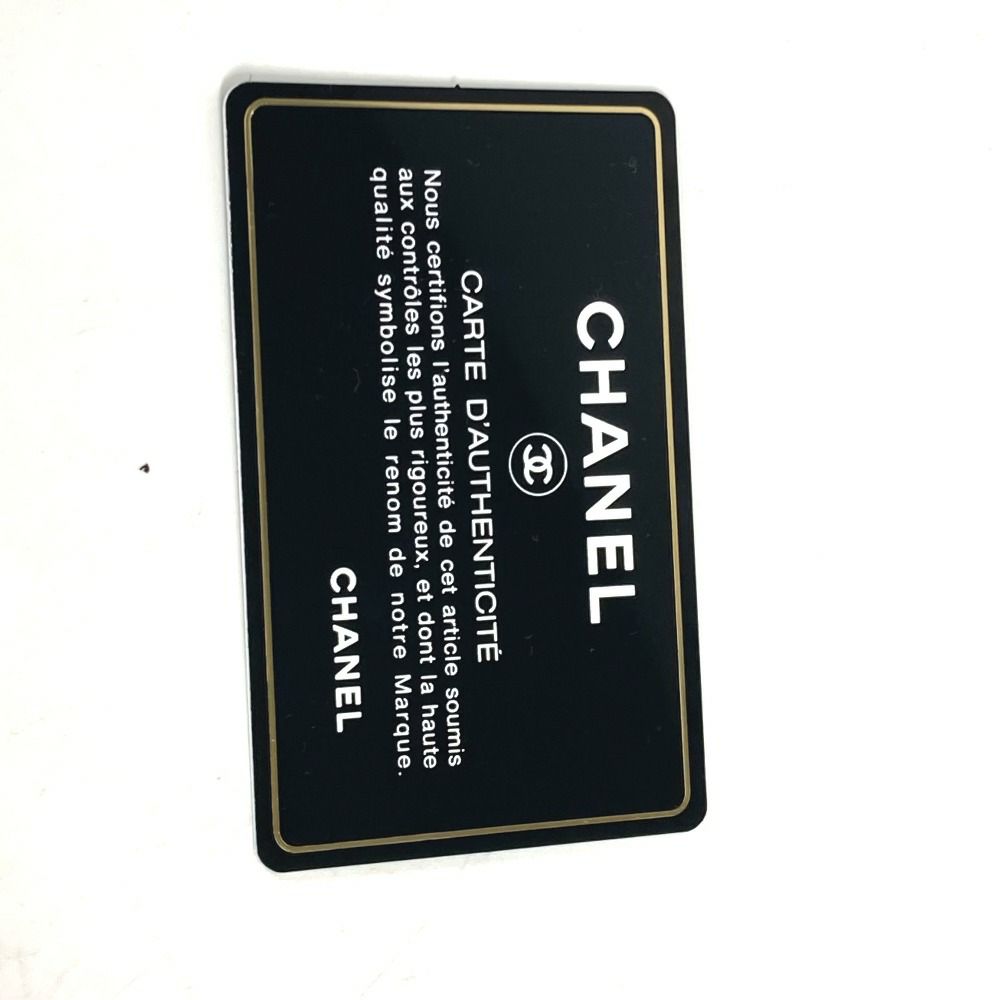 CHANEL
CARTE D'AUTHENTICITÉ
Nous certifions l'authenticité de cet article soumis
aux contrôles les plus rigoureux, et dont la haute
qualité symbolise le renom de notre Marque.
CHANEL